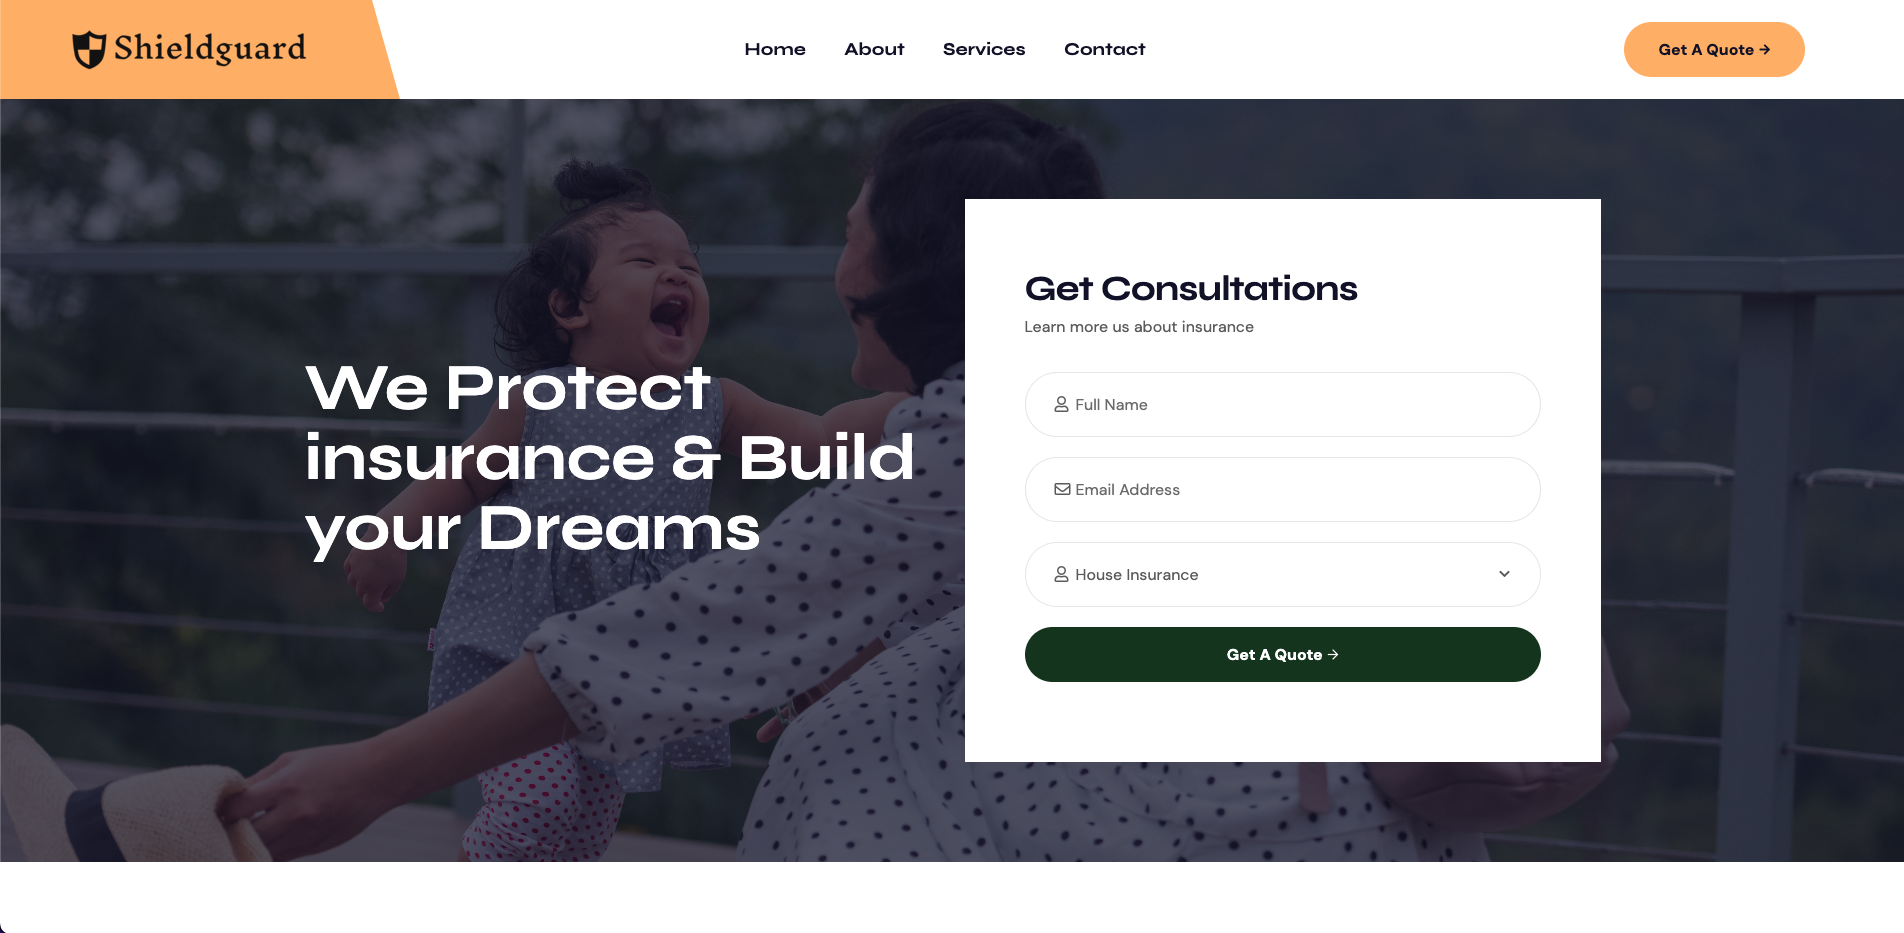 Shieldguard
Home
About
Services
Contact
Get A Quote →
We Protect
insurance & Build
your Dreams
Get Consultations
Learn more us about insurance
Full Name
Email Address
House Insurance
Get A Quote →